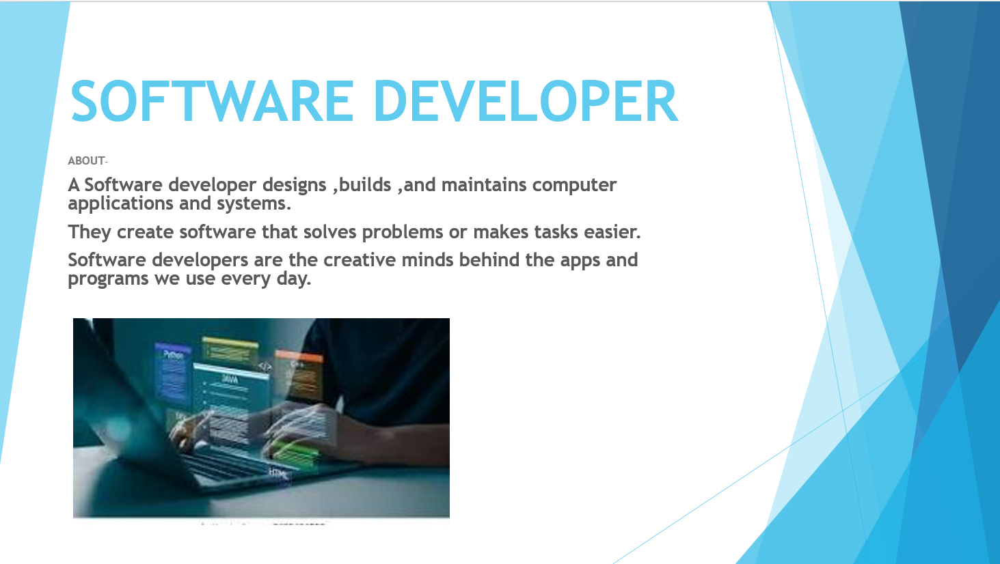 SOFTWARE DEVELOPER
ABOUT-
A Software developer designs ,builds ,and maintains computer
applications and systems.
They create software that solves problems or makes tasks easier.
Software developers are the creative minds behind the apps and
programs we use every day.
Python
</>
C++
JAVA
HTML